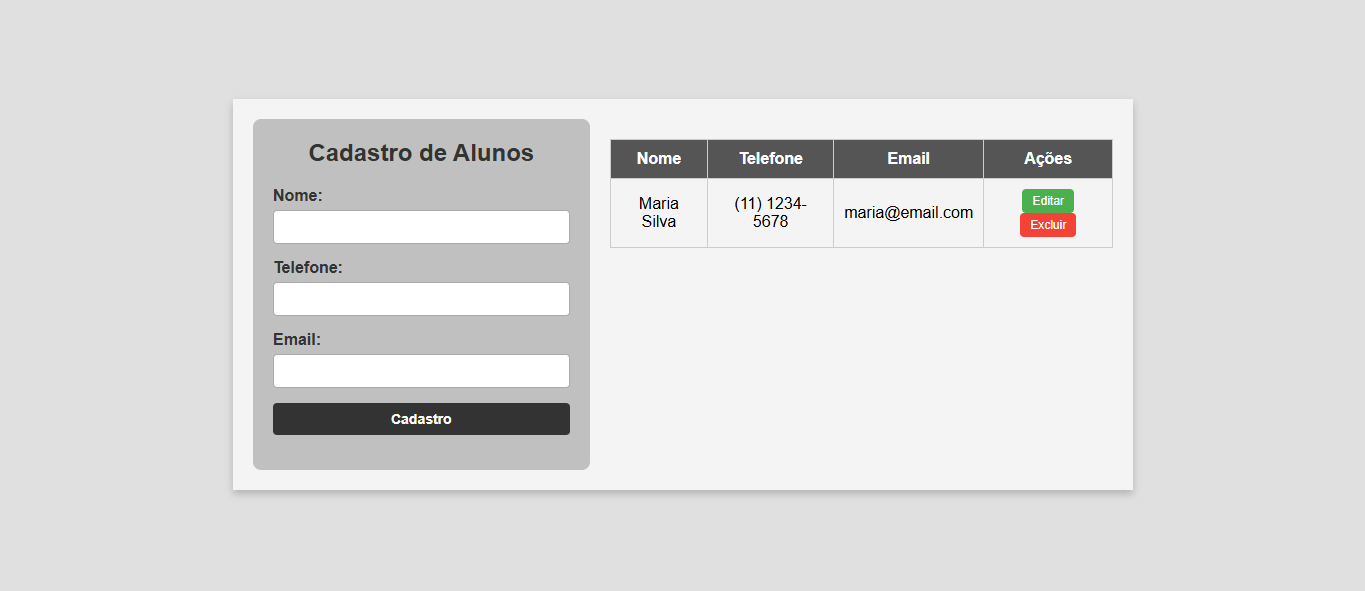 Cadastro de Alunos
Nome:
Telefone:
Email:
Cadastro
Nome Telefone Email Ações
Maria
Silva
(11) 1234-
5678
maria@email.com
Editar
Excluir